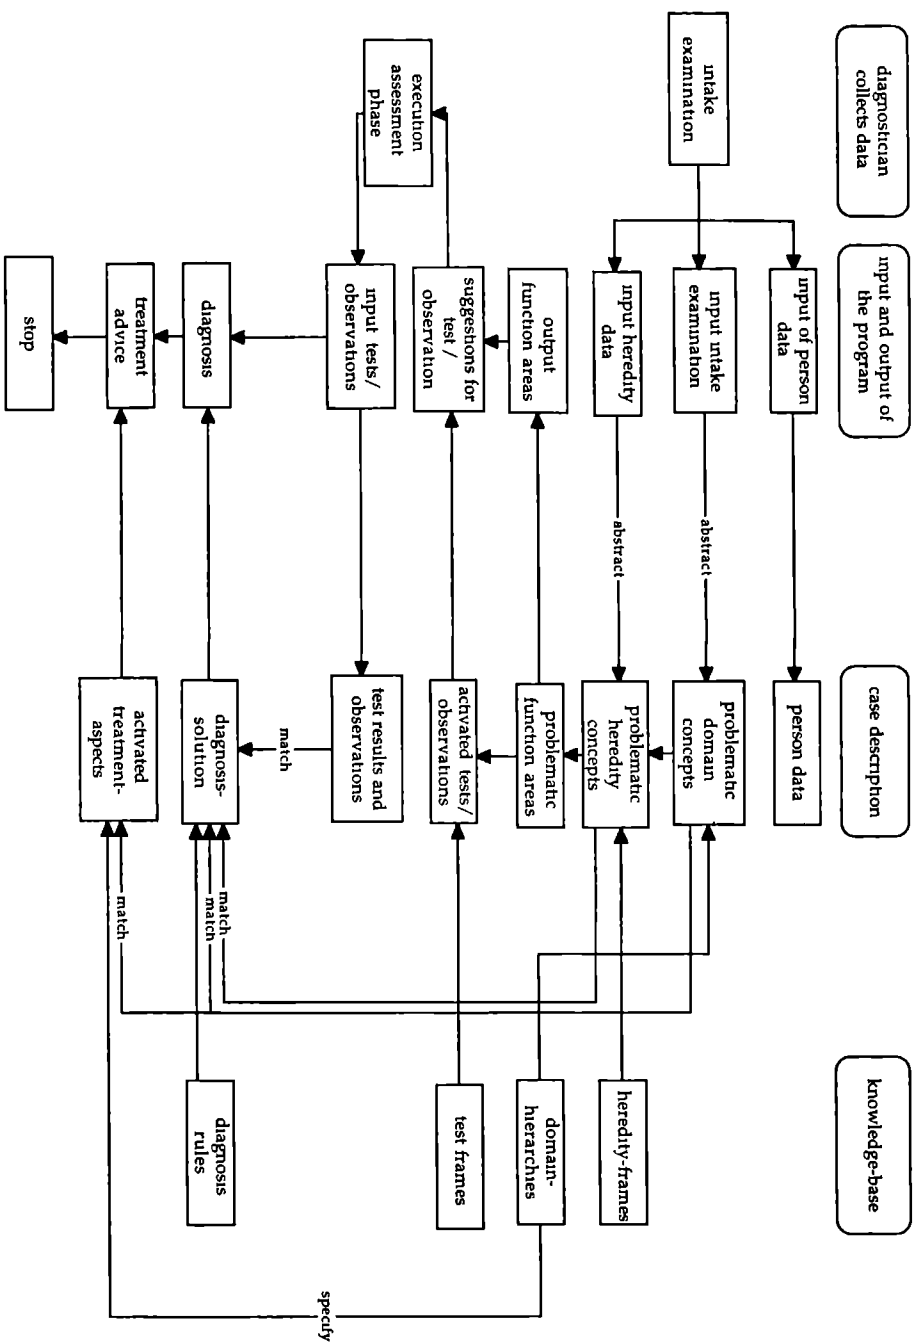 diagnostician
collects data
input and output of
the program
case description
knowledge-base
intake
examination
input of person
data
person data
input intake
examination
abstract
problematic
domain
concepts
input heredity
data
abstract
problematic
heredity
concepts
heredity-frames
output
function areas
problematic
function areas
domain-
hierarchies
execution
assessment
phase
suggestions for
test /
observation
activated tests/
observations
test frames
input tests/
observations
test results and
observations
match
diagnosis
diagnosis-
solution
match
match
diagnosis
rules
treatment
advice
activated
treatment-
aspects
match
specify
stop